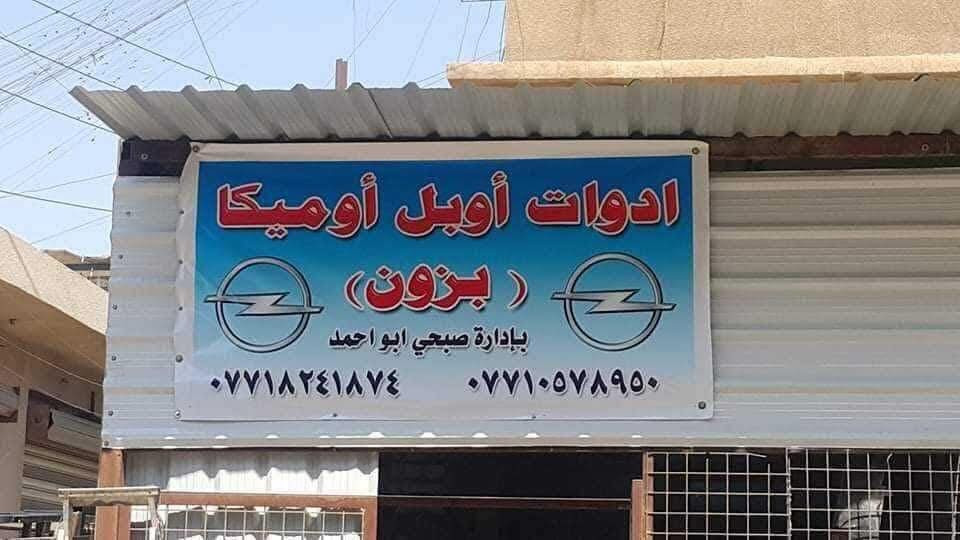 ادوات أوبل أوميكا
( بزون )
بإدارة صبحي ابو احمد
٠٧٧١٠٥٧٨٩٥٠ ٠٧٧١٨٢٤١٨٧٤